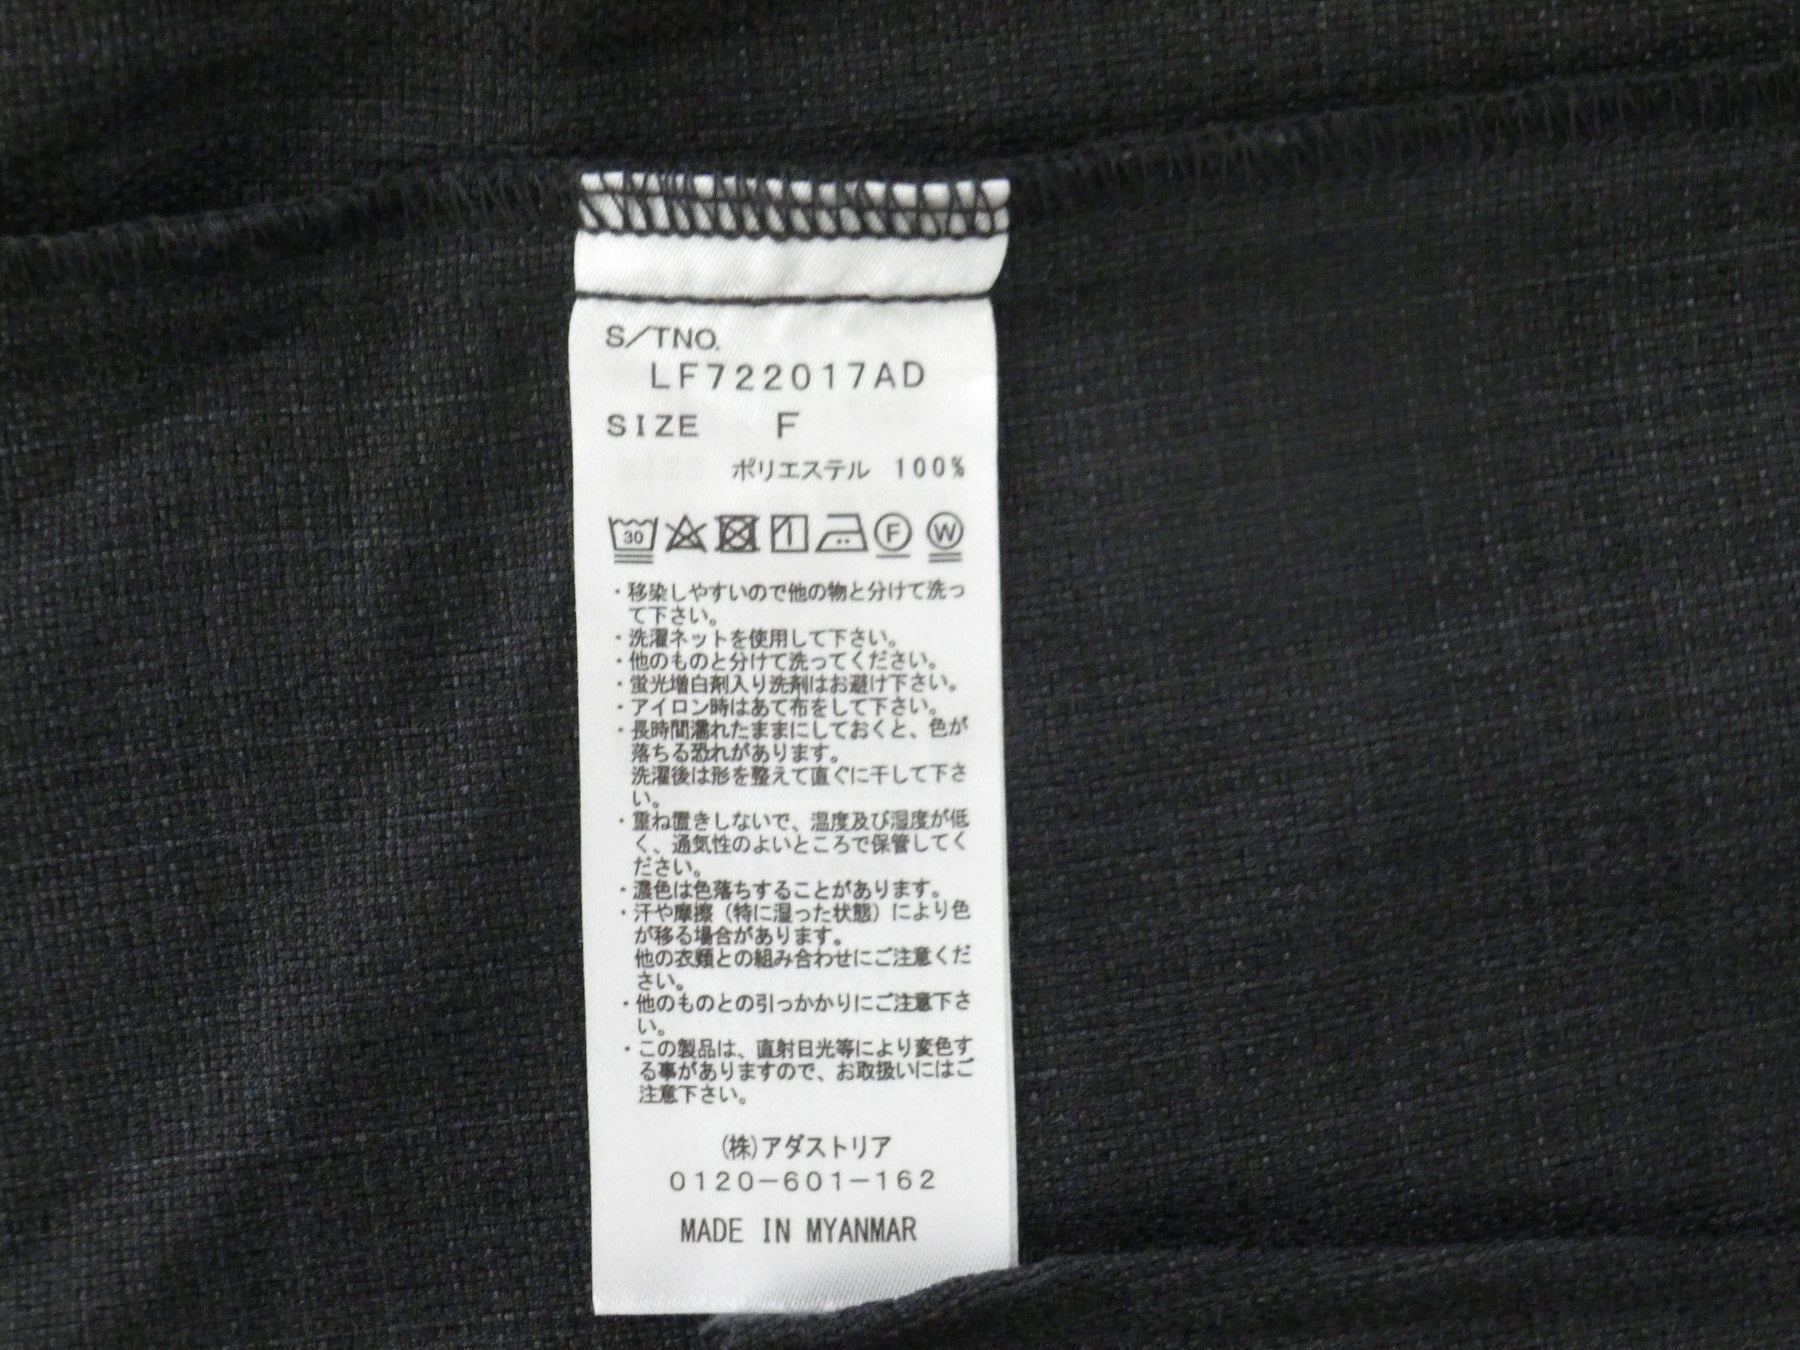 S/TNO.
LF722017AD
SIZE F
ポリエステル 100%
30
F
W
・移染しやすいので他の物と分けて洗っ
て下さい。
・洗濯ネットを使用して下さい。
・他のものと分けて洗ってください。
・蛍光増白剤入り洗剤はお避け下さい。
・アイロン時はあて布をして下さい。
・長時間濡れたままにしておくと、色が
落ちる恐れがあります。
洗濯後は形を整えて直ぐに干して下さ
い。
・重ね置きしないで、温度及び湿度が低
く、通気性のよいところで保管してく
ださい。
・濃色は色落ちすることがあります。
・汗や摩擦（特に湿った状態）により色
が移る場合があります。
他の衣類との組み合わせにご注意くだ
さい。
・他のものとの引っかかりにご注意下さ
い。
・この製品は、直射日光等により変色す
る事がありますので、お取扱いにはご
注意下さい。
(株)アダストリア
0120-601-162
MADE IN MYANMAR